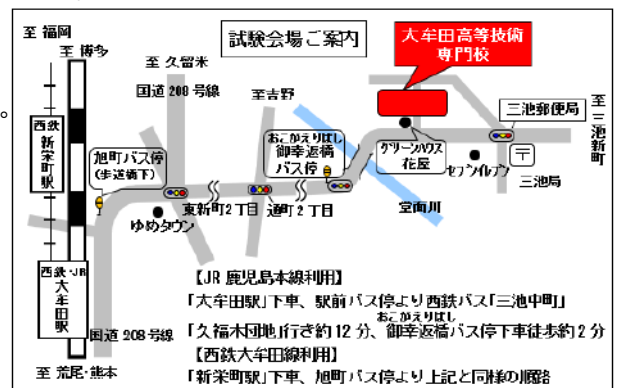 至 福岡
至 博多
試験会場ご案内
大牟田高等技術
専門校
至 久留米
国道 208 号線
至吉野
三池郵便局
至 三池新町
西鉄
新栄町駅
旭町バス停
(歩道橋下)
おこがえりばし
御幸返橋
バス停
グリーンハウス
花屋
セブンイレブン
〒
三池局
東新町2丁目
通町2丁目
堂面川
ゆめタウン
西鉄・JR
大牟田駅
国道 208 号線
至 荒尾・熊本
【JR 鹿児島本線利用】
「大牟田駅」下車、駅前バス停より西鉄バス「三池中町」
おこがえりばし
「久福木団地」行き約 12 分、御幸返橋バス停下車徒歩約 2 分
【西鉄大牟田線利用】
「新栄町駅」下車、旭町バス停より上記と同様の順路